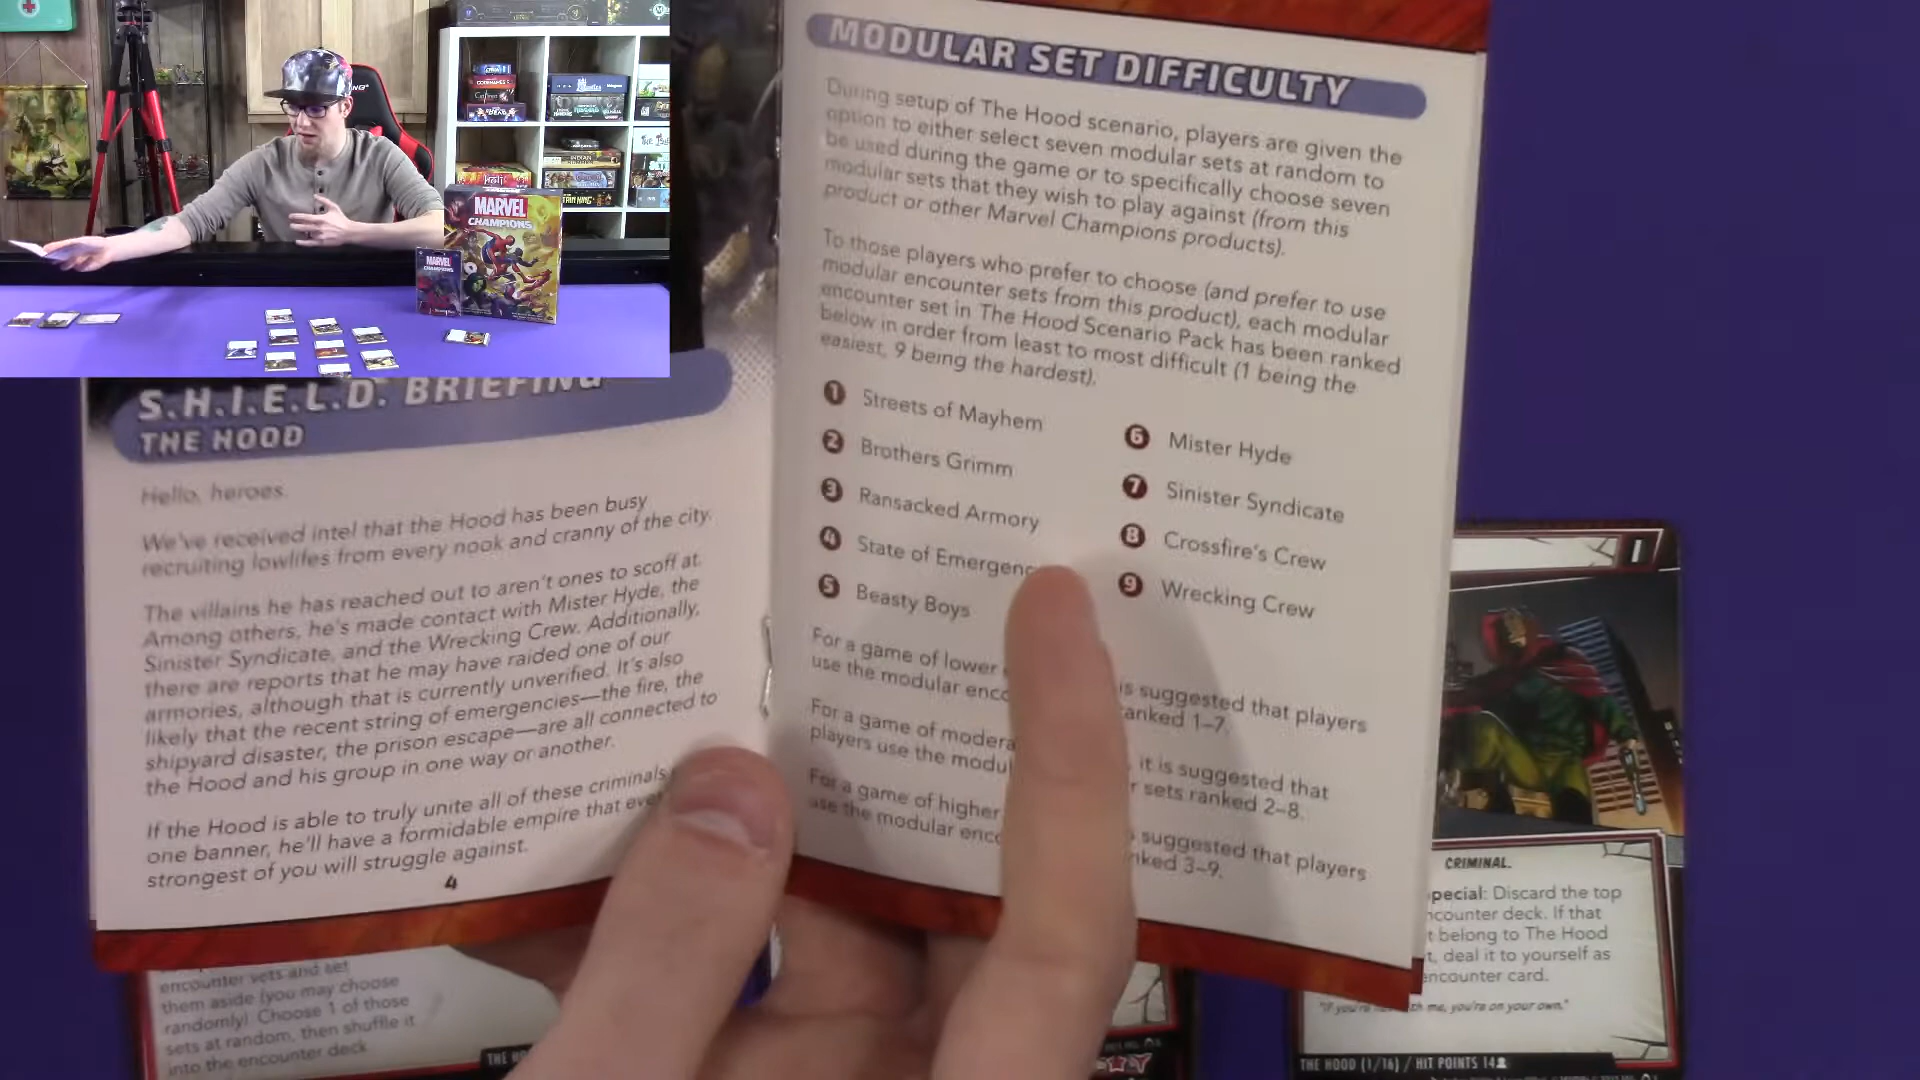 MARVEL
CHAMPIONS
MARVEL
CHAMPIONS
S.H.I.E.L.D. BRIEFING
THE HOOD
Hello, heroes.
We've received intel that the Hood has been busy
recruiting lowlifes from every nook and cranny of the city.
The villains he has reached out to aren't ones to scoff at.
Among others, he's made contact with Mister Hyde, the
Sinister Syndicate, and the Wrecking Crew. Additionally,
there are reports that he may have raided one of our
armories, although that is currently unverified. It's also
likely that the recent string of emergencies—the fire, the
shipyard disaster, the prison escape—are all connected to
the Hood and his group in one way or another.
If the Hood is able to truly unite all of these criminals
one banner, he'll have a formidable empire that eve
strongest of you will struggle against.
4
MODULAR SET DIFFICULTY
During setup of The Hood scenario, players are given the
option to either select seven modular sets at random to
be used during the game or to specifically choose seven
modular sets that they wish to play against (from this
product or other Marvel Champions products).
To those players who prefer to choose (and prefer to use
modular encounter sets from this product), each modular
encounter set in The Hood Scenario Pack has been ranked
below in order from least to most difficult (1 being the
easiest, 9 being the hardest).
1 Streets of Mayhem
2 Brothers Grimm
3 Ransacked Armory
4 State of Emergenc
5 Beasty Boys
6 Mister Hyde
7 Sinister Syndicate
8 Crossfire's Crew
9 Wrecking Crew
For a game of lower is suggested that players
use the modular enc anked 1–7.
For a game of modera , it is suggested that
players use the modu r sets ranked 2–8.
For a game of higher suggested that players
use the modular enc nked 3–9.
encounter sets and set
them aside (you may choose
randomly). Choose 1 of those
sets at random, then shuffle it
into the encounter deck
THE HO
I
CRIMINAL.
pecial: Discard the top
ncounter deck. If that
t belong to The Hood
t, deal it to yourself as
encounter card.
th me, you're on your own."
THE HOOD (1/16) / HIT POINTS 14